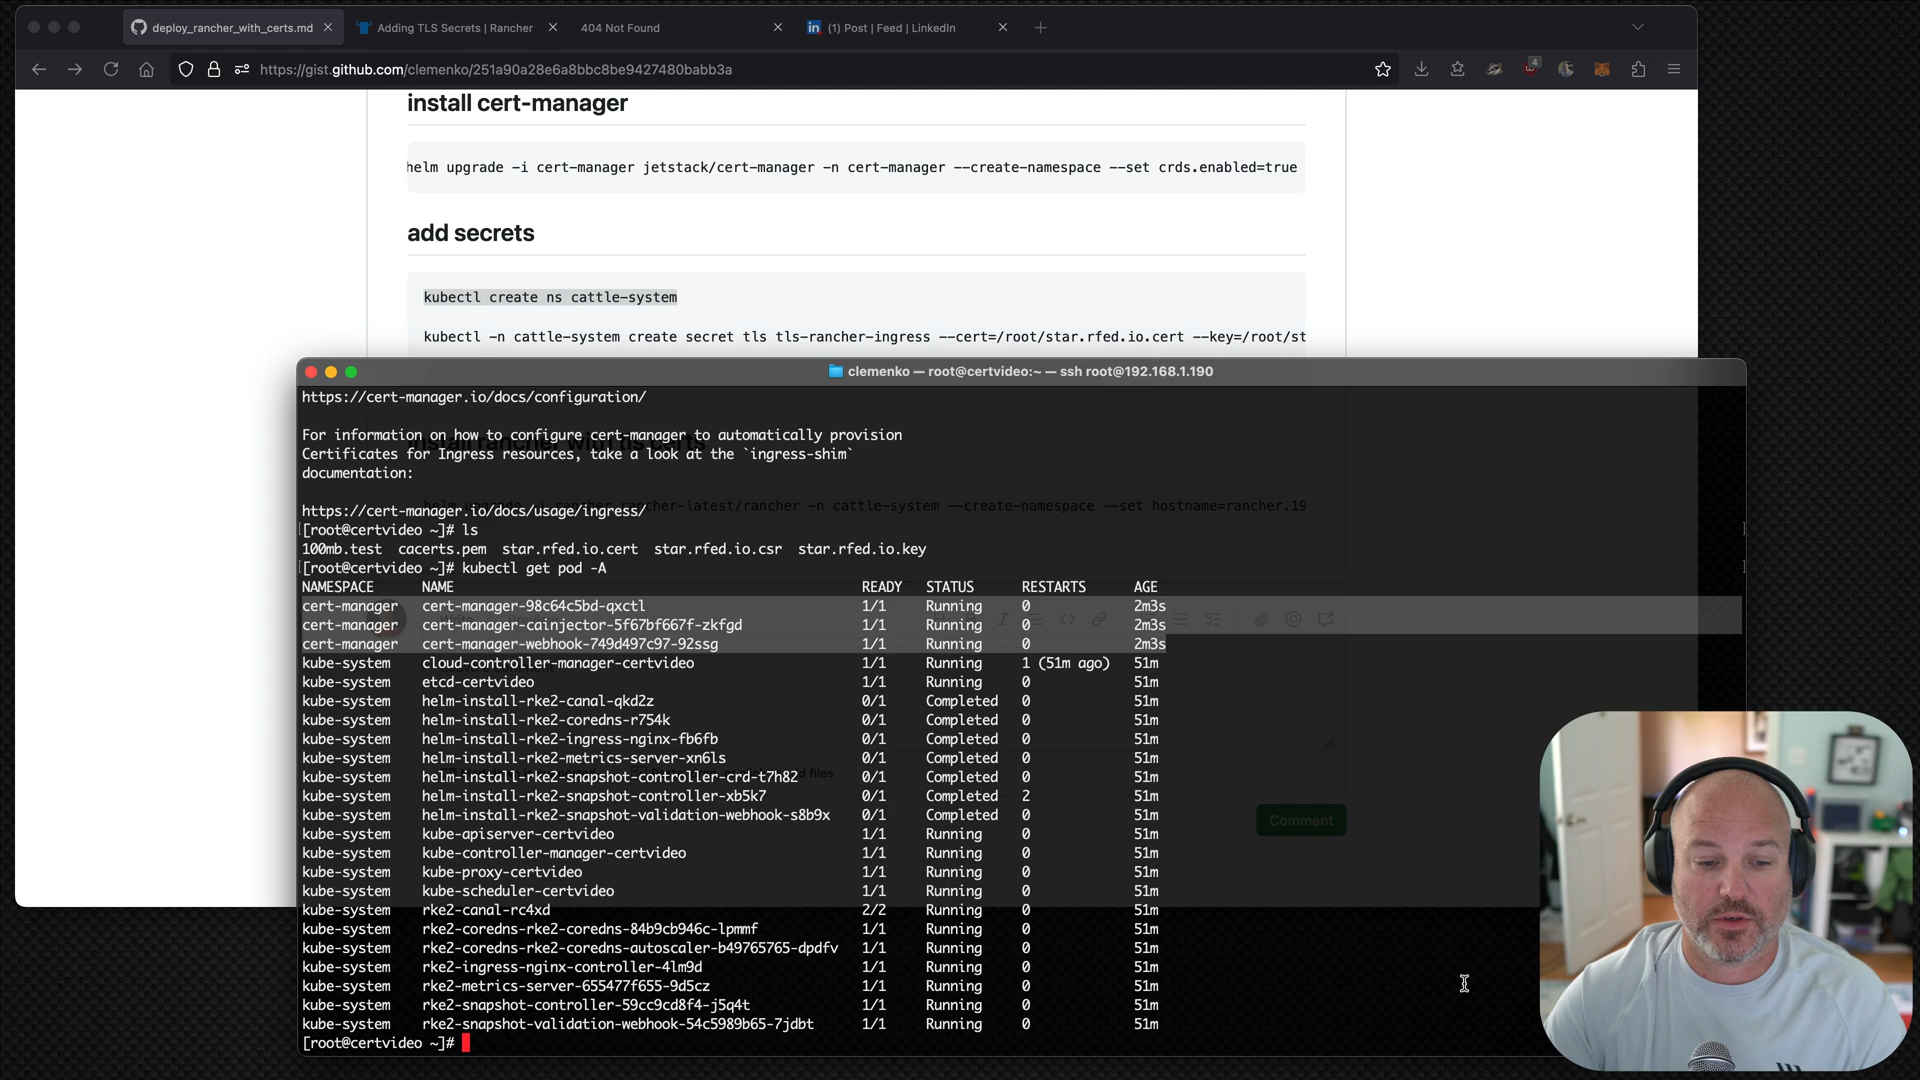 deploy_rancher_with_certs.md
Adding TLS Secrets | Rancher
404 Not Found
(1) Post | Feed | LinkedIn
https://gist.github.com/clemenko/251a90a28e6a8bbc8be9427480babb3a
4
install cert-manager
helm upgrade -i cert-manager jetstack/cert-manager -n cert-manager --create-namespace --set crds.enabled=true
add secrets
kubectl create ns cattle-system
kubectl -n cattle-system create secret tls tls-rancher-ingress --cert=/root/star.rfed.io.cert --key=/root/st
clemenko — root@certvideo:~ — ssh root@192.168.1.190
https://cert-manager.io/docs/configuration/
For information on how to configure cert-manager to automatically provision
Certificates for Ingress resources, take a look at the `ingress-shim`
documentation:
helm upgrade -i rancher rancher-latest/rancher -n cattle-system --create-namespace --set hostname=rancher.19
https://cert-manager.io/docs/usage/ingress/
[root@certvideo ~]# ls
100mb.test cacerts.pem star.rfed.io.cert star.rfed.io.csr star.rfed.io.key
[root@certvideo ~]# kubectl get pod -A
NAMESPACE NAME READY STATUS RESTARTS AGE
cert-manager cert-manager-98c64c5bd-qxctl 1/1 Running 0 2m3s
cert-manager cert-manager-cainjector-5f67bf667f-zkfgd 1/1 Running 0 2m3s
cert-manager cert-manager-webhook-749d497c97-92ssg 1/1 Running 0 2m3s
kube-system cloud-controller-manager-certvideo 1/1 Running 1 (51m ago) 51m
kube-system etcd-certvideo 1/1 Running 0 51m
kube-system helm-install-rke2-canal-qkd2z 0/1 Completed 0 51m
kube-system helm-install-rke2-coredns-r754k 0/1 Completed 0 51m
kube-system helm-install-rke2-ingress-nginx-fb6fb 0/1 Completed 0 51m
kube-system helm-install-rke2-metrics-server-xn6ls 0/1 Completed 0 51m
kube-system helm-install-rke2-snapshot-controller-crd-t7h82 0/1 Completed 0 51m
kube-system helm-install-rke2-snapshot-controller-xb5k7 0/1 Completed 2 51m
kube-system helm-install-rke2-snapshot-validation-webhook-s8b9x 0/1 Completed 0 51m
Comment
kube-system kube-apiserver-certvideo 1/1 Running 0 51m
kube-system kube-controller-manager-certvideo 1/1 Running 0 51m
kube-system kube-proxy-certvideo 1/1 Running 0 51m
kube-system kube-scheduler-certvideo 1/1 Running 0 51m
kube-system rke2-canal-rc4xd 2/2 Running 0 51m
kube-system rke2-coredns-rke2-coredns-84b9cb946c-lpmmf 1/1 Running 0 51m
kube-system rke2-coredns-rke2-coredns-autoscaler-b49765765-dpdfv 1/1 Running 0 51m
kube-system rke2-ingress-nginx-controller-4lm9d 1/1 Running 0 51m
kube-system rke2-metrics-server-655477f655-9d5cz 1/1 Running 0 51m
kube-system rke2-snapshot-controller-59cc9cd8f4-j5q4t 1/1 Running 0 51m
kube-system rke2-snapshot-validation-webhook-54c5989b65-7jdbt 1/1 Running 0 51m
[root@certvideo ~]#